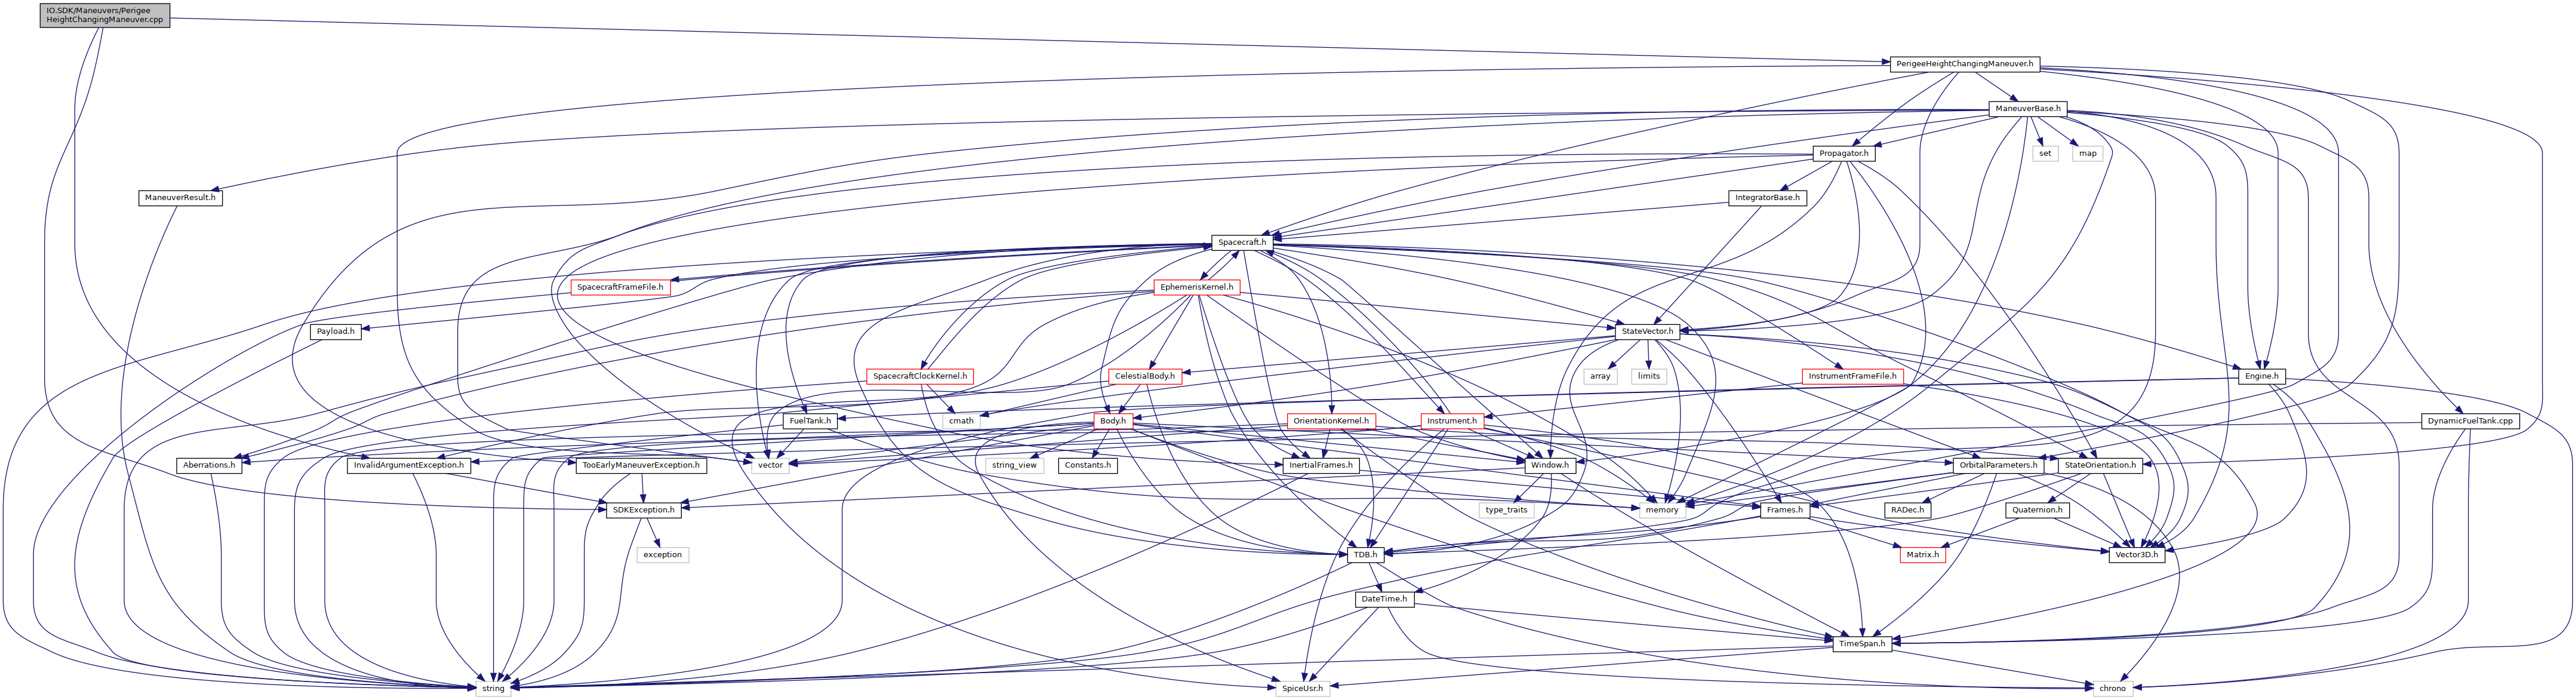 IO.SDK/Maneuvers/Perigee
HeightChangingManeuver.cpp
PerigeeHeightChangingManeuver.h
ManeuverBase.h
Propagator.h
set
map
ManeuverResult.h
IntegratorBase.h
Spacecraft.h
SpacecraftFrameFile.h
EphemerisKernel.h
Payload.h
StateVector.h
SpacecraftClockKernel.h
CelestialBody.h
array
limits
InstrumentFrameFile.h
Engine.h
FuelTank.h
cmath
Body.h
OrientationKernel.h
Instrument.h
DynamicFuelTank.cpp
Aberrations.h
InvalidArgumentException.h
TooEarlyManeuverException.h
vector
string_view
Constants.h
InertialFrames.h
Window.h
OrbitalParameters.h
StateOrientation.h
SDKException.h
type_traits
memory
Frames.h
RADec.h
Quaternion.h
exception
TDB.h
Matrix.h
Vector3D.h
DateTime.h
TimeSpan.h
string
SpiceUsr.h
chrono